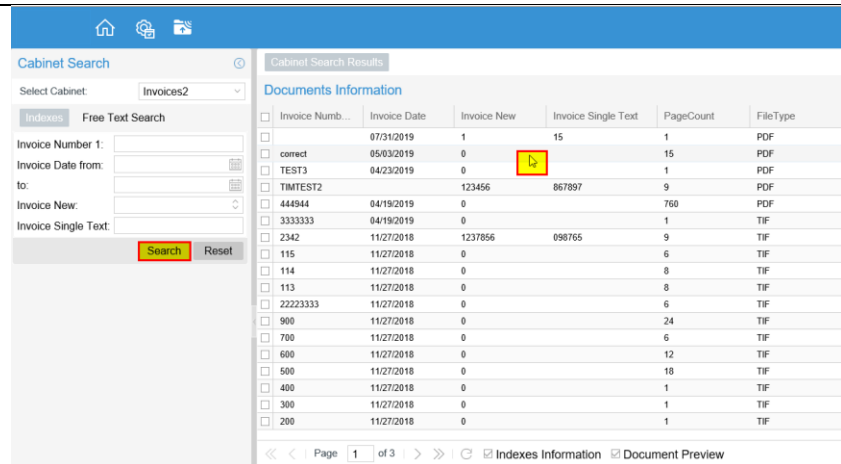 Cabinet Search
Select Cabinet: Invoices2
Indexes Free Text Search
Invoice Number 1:
Invoice Date from:
to:
Invoice New:
Invoice Single Text:
Search Reset
Cabinet Search Results
Documents Information
Invoice Numb... Invoice Date Invoice New Invoice Single Text PageCount FileType
07/31/2019 1 15 1 PDF
correct 05/03/2019 0 15 PDF
TEST3 04/23/2019 0 1 PDF
TIMTEST2 123456 867897 9 PDF
444944 04/19/2019 0 760 PDF
3333333 04/19/2019 0 1 TIF
2342 11/27/2018 1237856 098765 9 TIF
115 11/27/2018 0 6 TIF
114 11/27/2018 0 8 TIF
113 11/27/2018 0 8 TIF
22223333 11/27/2018 0 6 TIF
900 11/27/2018 0 24 TIF
700 11/27/2018 0 6 TIF
600 11/27/2018 0 12 TIF
500 11/27/2018 0 18 TIF
400 11/27/2018 0 1 TIF
300 11/27/2018 0 1 TIF
200 11/27/2018 0 1 TIF
Page 1 of 3 Indexes Information Document Preview